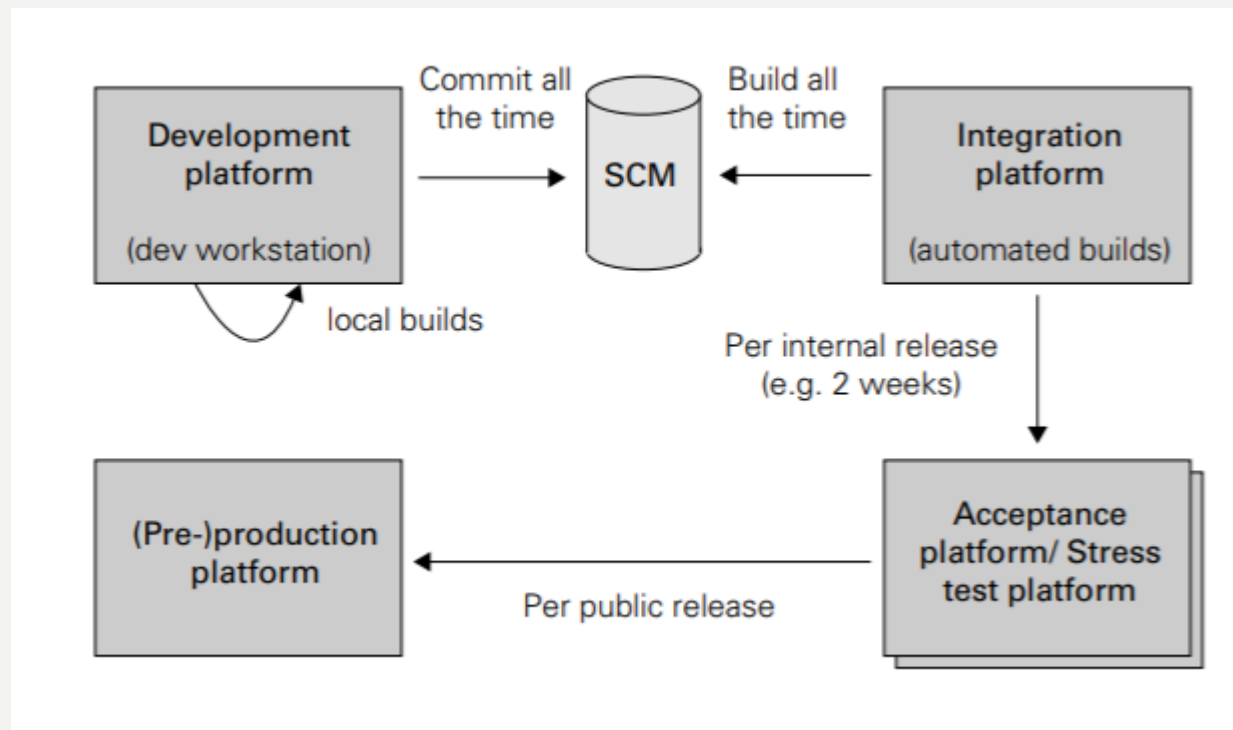 Commit all
the time
Build all
the time
Development
platform
(dev workstation)
SCM
Integration
platform
(automated builds)
local builds
Per internal release
(e.g. 2 weeks)
(Pre-)production
platform
Acceptance
platform/ Stress
test platform
Per public release